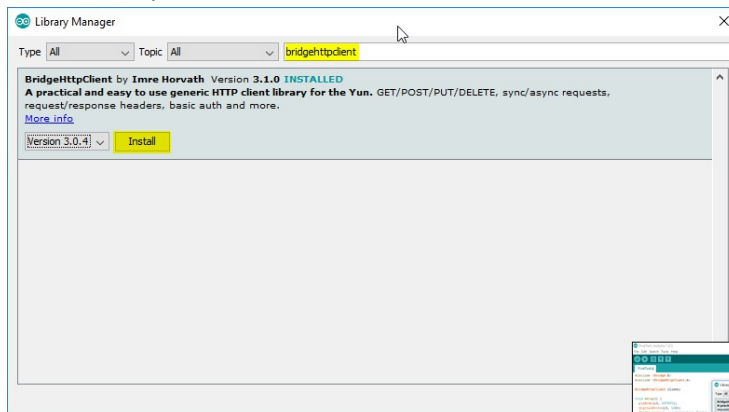 Library Manager
Type All Topic All bridgehttpclient
BridgeHttpClient by Imre Horvath Version 3.1.0 INSTALLED
A practical and easy to use generic HTTP client library for the Yun. GET/POST/PUT/DELETE, sync/async requests,
request/response headers, basic auth and more.
More info
Version 3.0.4 Install